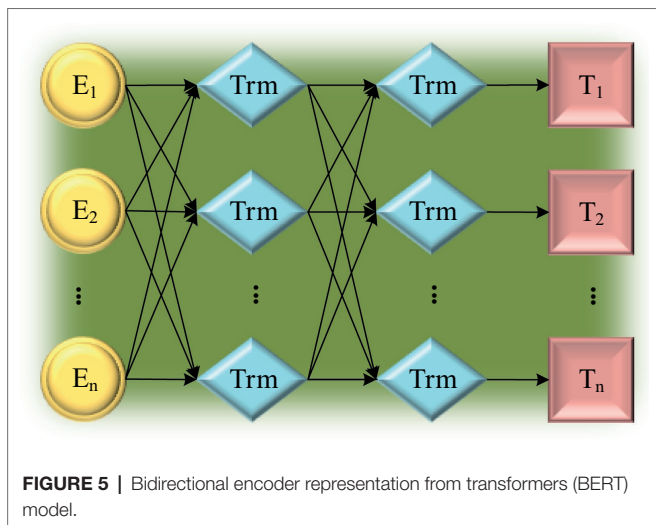 E₁ Trm Trm T₁
E₂ Trm Trm T₂
⋮ ⋮ ⋮ ⋮
Eₙ Trm Trm Tₙ
FIGURE 5 | Bidirectional encoder representation from transformers (BERT)
model.